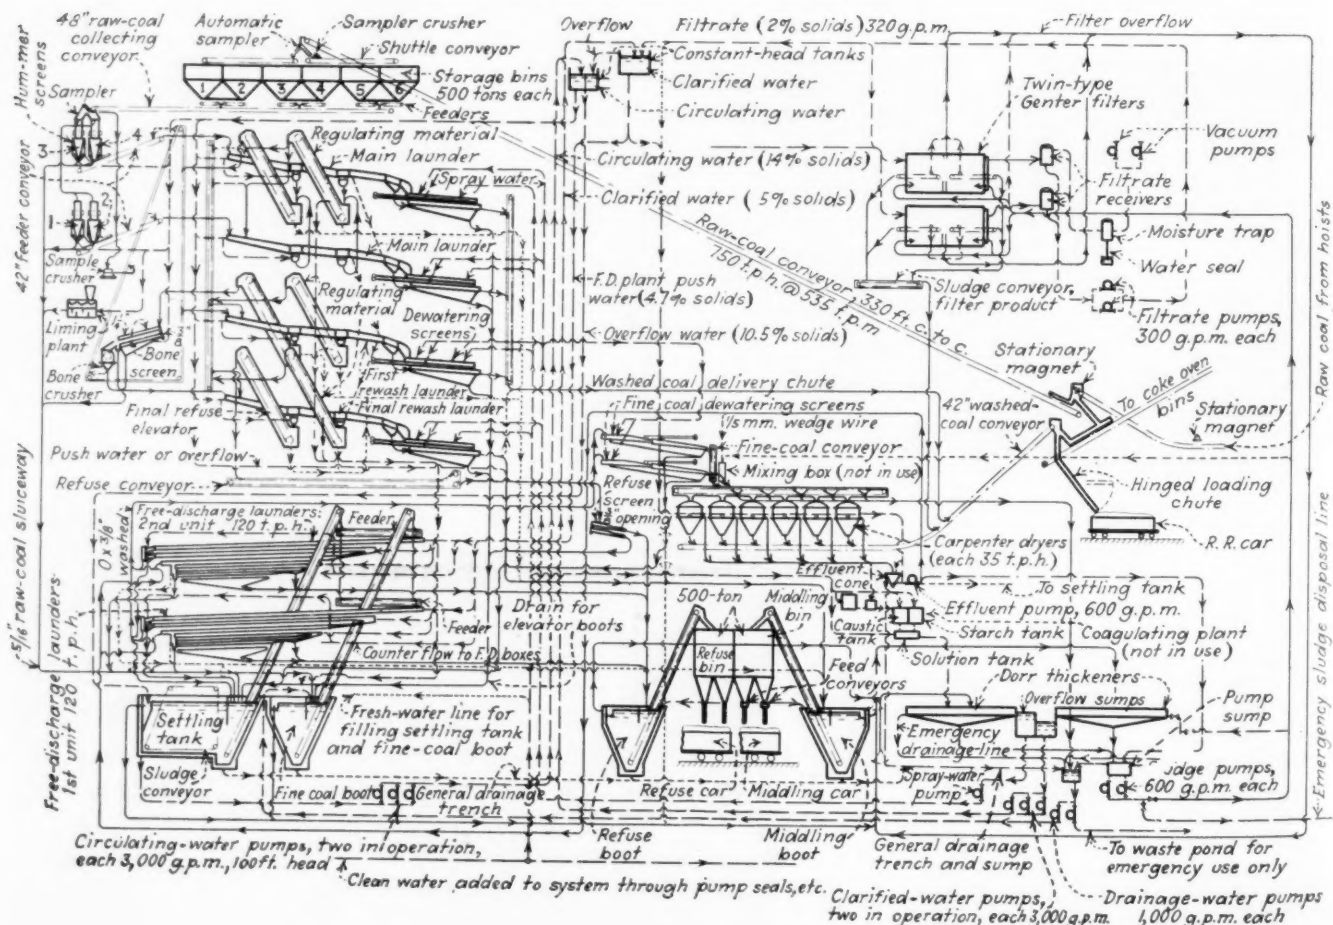 48" raw-coal
collecting
conveyor
Automatic
sampler
Sampler crusher
Shuttle conveyor
Storage bins
500 tons each
Feeders
1 2 3 4 5 6
Hum-mer
screens
Sampler
3
4
1
2
42" feeder conveyor
Sample
crusher
Liming
plant
Bone
screen
Bone
crusher
Regulating material
Main launder
Spray water
Main launder
Regulating
material
Dewatering
screens
First
rewash launder
Final rewash launder
Final refuse
elevator
Push water or overflow
Refuse conveyor
Overflow
Filtrate (2% solids) 320 g.p.m.
Constant-head tanks
Clarified water
Circulating water
Circulating water (14% solids)
Clarified water (5% solids)
F.D. plant push
water (4.7% solids)
Overflow water (10.5% solids)
Washed coal delivery chute
Raw-coal conveyor, 330 ft. c. to c.
750 t.p.h. @ 535 f.p.m.
Filter overflow
Twin-type
Genter filters
Vacuum
pumps
Filtrate
receivers
Moisture trap
Water seal
Sludge conveyor,
filter product
Filtrate pumps,
300 g.p.m. each
Stationary
magnet
To coke oven
bins
Stationary
magnet
42" washed-
coal conveyor
Hinged loading
chute
R.R. car
Raw coal from hoists
Emergency sludge disposal line
Fine coal dewatering screens
1/5 mm. wedge wire
Fine-coal conveyor
Mixing box (not in use)
Refuse
screen
opening
Carpenter dryers
(each 35 t.p.h.)
5/16" raw-coal sluiceway
0 x 3/8
washed
Free-discharge launders:
2nd unit 120 t.p.h.
Feeder
Feeder
Drain for
elevator boots
Counter flow to F.D. boxes
Free-discharge launders
1st unit 120 t.p.h.
Settling
tank
Sludge
conveyor
Fine coal boot
Fresh-water line for
filling settling tank
and fine-coal boot
General drainage
trench
500-ton
Middling
bin
Refuse
bin
Feed
conveyors
Refuse car
Middling car
Refuse
boot
Middling
boot
Effluent
cone
Caustic
tank
To settling tank
Effluent pump, 600 g.p.m.
Starch tank
Coagulating plant
(not in use)
Solution tank
Dorr thickeners
Overflow sumps
Pump
sump
Emergency
drainage-line
Spray-water
pump
udge pumps,
600 g.p.m. each
General drainage
trench and sump
To waste pond for
emergency use only
Circulating-water pumps, two in operation,
each 3,000 g.p.m., 100 ft. head
Clean water added to system through pump seals, etc.
Clarified-water pumps,
two in operation, each 3,000 g.p.m.
Drainage-water pumps
1,000 g.p.m. each